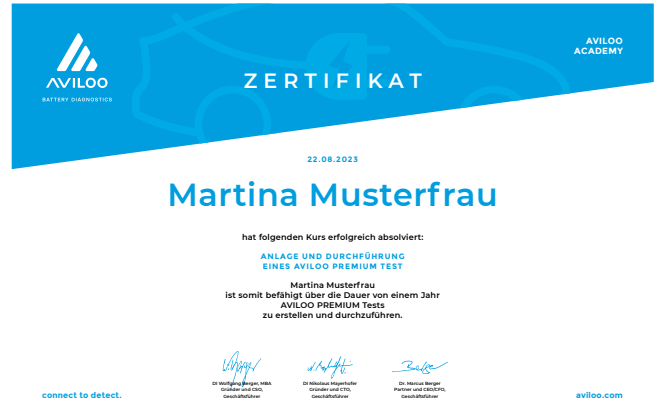 AVILOO
BATTERY DIAGNOSTICS
AVILOO
ACADEMY
ZERTIFIKAT
22.08.2023
Martina Musterfrau
hat folgenden Kurs erfolgreich absolviert:
ANLAGE UND DURCHFÜHRUNG
EINES AVILOO PREMIUM TEST
Martina Musterfrau
ist somit befähigt über die Dauer von einem Jahr
AVILOO PREMIUM Tests
zu erstellen und durchzuführen.
DI Wolfgang Berger, MBA
Gründer und CEO,
Geschäftsführer
DI Nikolaus Mayerhofer
Gründer und CTO,
Geschäftsführer
Dr. Marcus Berger
Partner und CEO/CFO,
Geschäftsführer
connect to detect.
aviloo.com